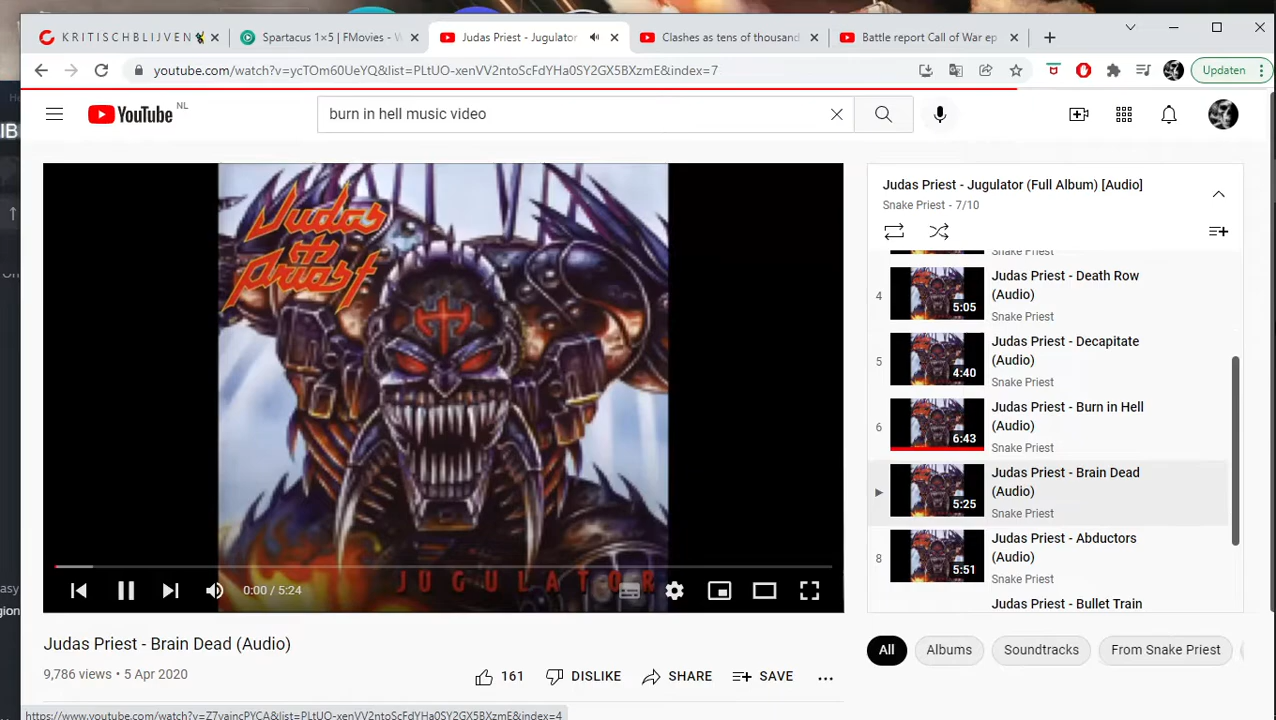 K R I T I S C H B L I J V E N
Spartacus 1×5 | FMovies - W
Judas Priest - Jugulator
Clashes as tens of thousand
Battle report Call of War ep
youtube.com/watch?v=ycTOm60UeYQ&list=PLtUO-xenVV2ntoScFdYHa0SY2GX5BXzmE&index=7
Updaten
YouTube NL
burn in hell music video
Judas Priest
JUGULATOR
0:00 / 5:24
Judas Priest - Brain Dead (Audio)
9,786 views • 5 Apr 2020
161
DISLIKE
SHARE
SAVE
Judas Priest - Jugulator (Full Album) [Audio]
Snake Priest - 7/10
Snake Priest
4
5:05
Judas Priest - Death Row
(Audio)
Snake Priest
5
4:40
Judas Priest - Decapitate
(Audio)
Snake Priest
6
6:43
Judas Priest - Burn in Hell
(Audio)
Snake Priest
5:25
Judas Priest - Brain Dead
(Audio)
Snake Priest
8
5:51
Judas Priest - Abductors
(Audio)
Snake Priest
Judas Priest - Bullet Train
All
Albums
Soundtracks
From Snake Priest
https://www.youtube.com/watch?v=Z7yaincPYCA&list=PLtUO-xenVV2ntoScFdYHa0SY2GX5BXzmE&index=4